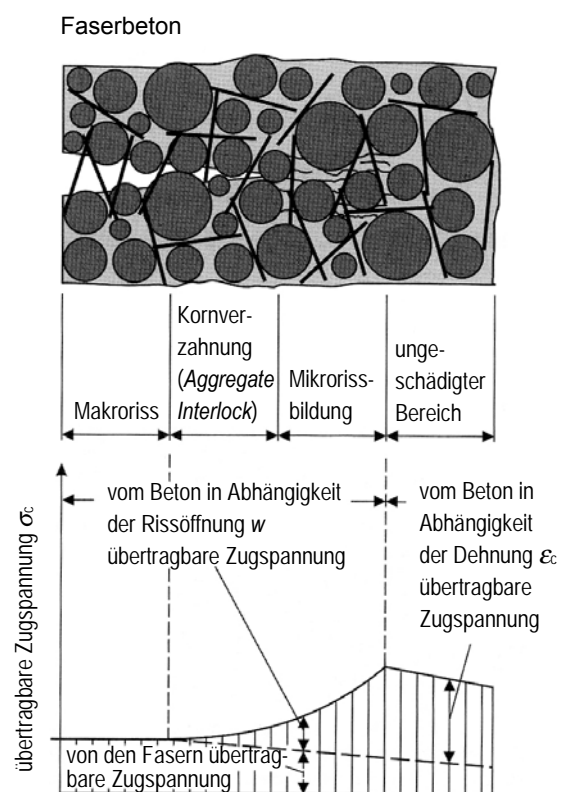 Faserbeton
Makroriss
Kornver-
zahnung
(Aggregate
Interlock)
Mikroriss-
bildung
unge-
schädigter
Bereich
übertragbare Zugspannung σc
vom Beton in Abhängigkeit
der Rissöffnung w
übertragbare Zugspannung
vom Beton in
Abhängigkeit
der Dehnung εc
übertragbare
Zugspannung
von den Fasern übertrag-
bare Zugspannung